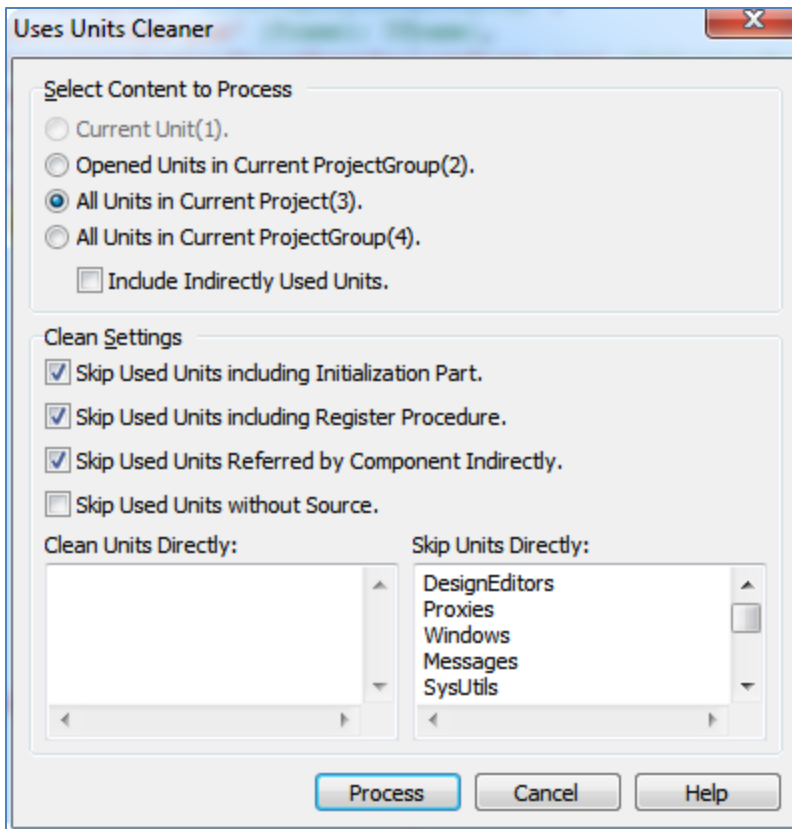 Uses Units Cleaner
Select Content to Process
Current Unit(1).
Opened Units in Current ProjectGroup(2).
All Units in Current Project(3).
All Units in Current ProjectGroup(4).
Include Indirectly Used Units.
Clean Settings
Skip Used Units including Initialization Part.
Skip Used Units including Register Procedure.
Skip Used Units Referred by Component Indirectly.
Skip Used Units without Source.
Clean Units Directly:
Skip Units Directly:
DesignEditors
Proxies
Windows
Messages
SysUtils
Process
Cancel
Help